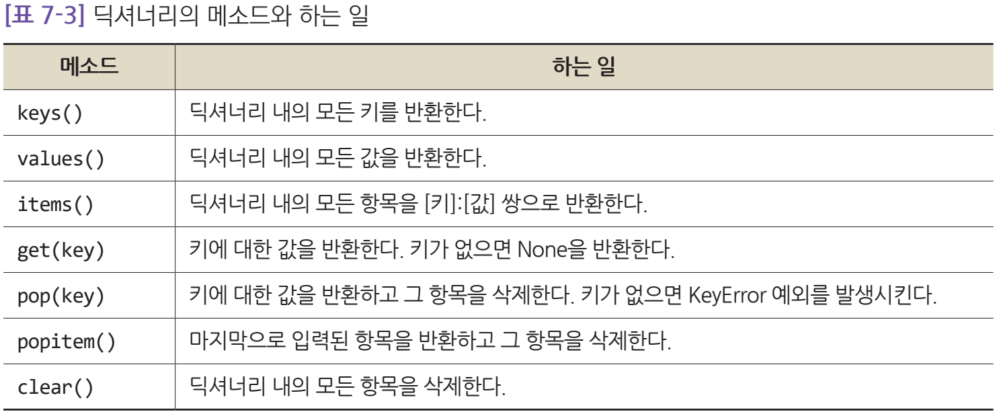 [표 7-3] 딕셔너리의 메소드와 하는 일
메소드 하는 일
keys() 딕셔너리 내의 모든 키를 반환한다.
values() 딕셔너리 내의 모든 값을 반환한다.
items() 딕셔너리 내의 모든 항목을 [키]:[값] 쌍으로 반환한다.
get(key) 키에 대한 값을 반환한다. 키가 없으면 None을 반환한다.
pop(key) 키에 대한 값을 반환하고 그 항목을 삭제한다. 키가 없으면 KeyError 예외를 발생시킨다.
popitem() 마지막으로 입력된 항목을 반환하고 그 항목을 삭제한다.
clear() 딕셔너리 내의 모든 항목을 삭제한다.